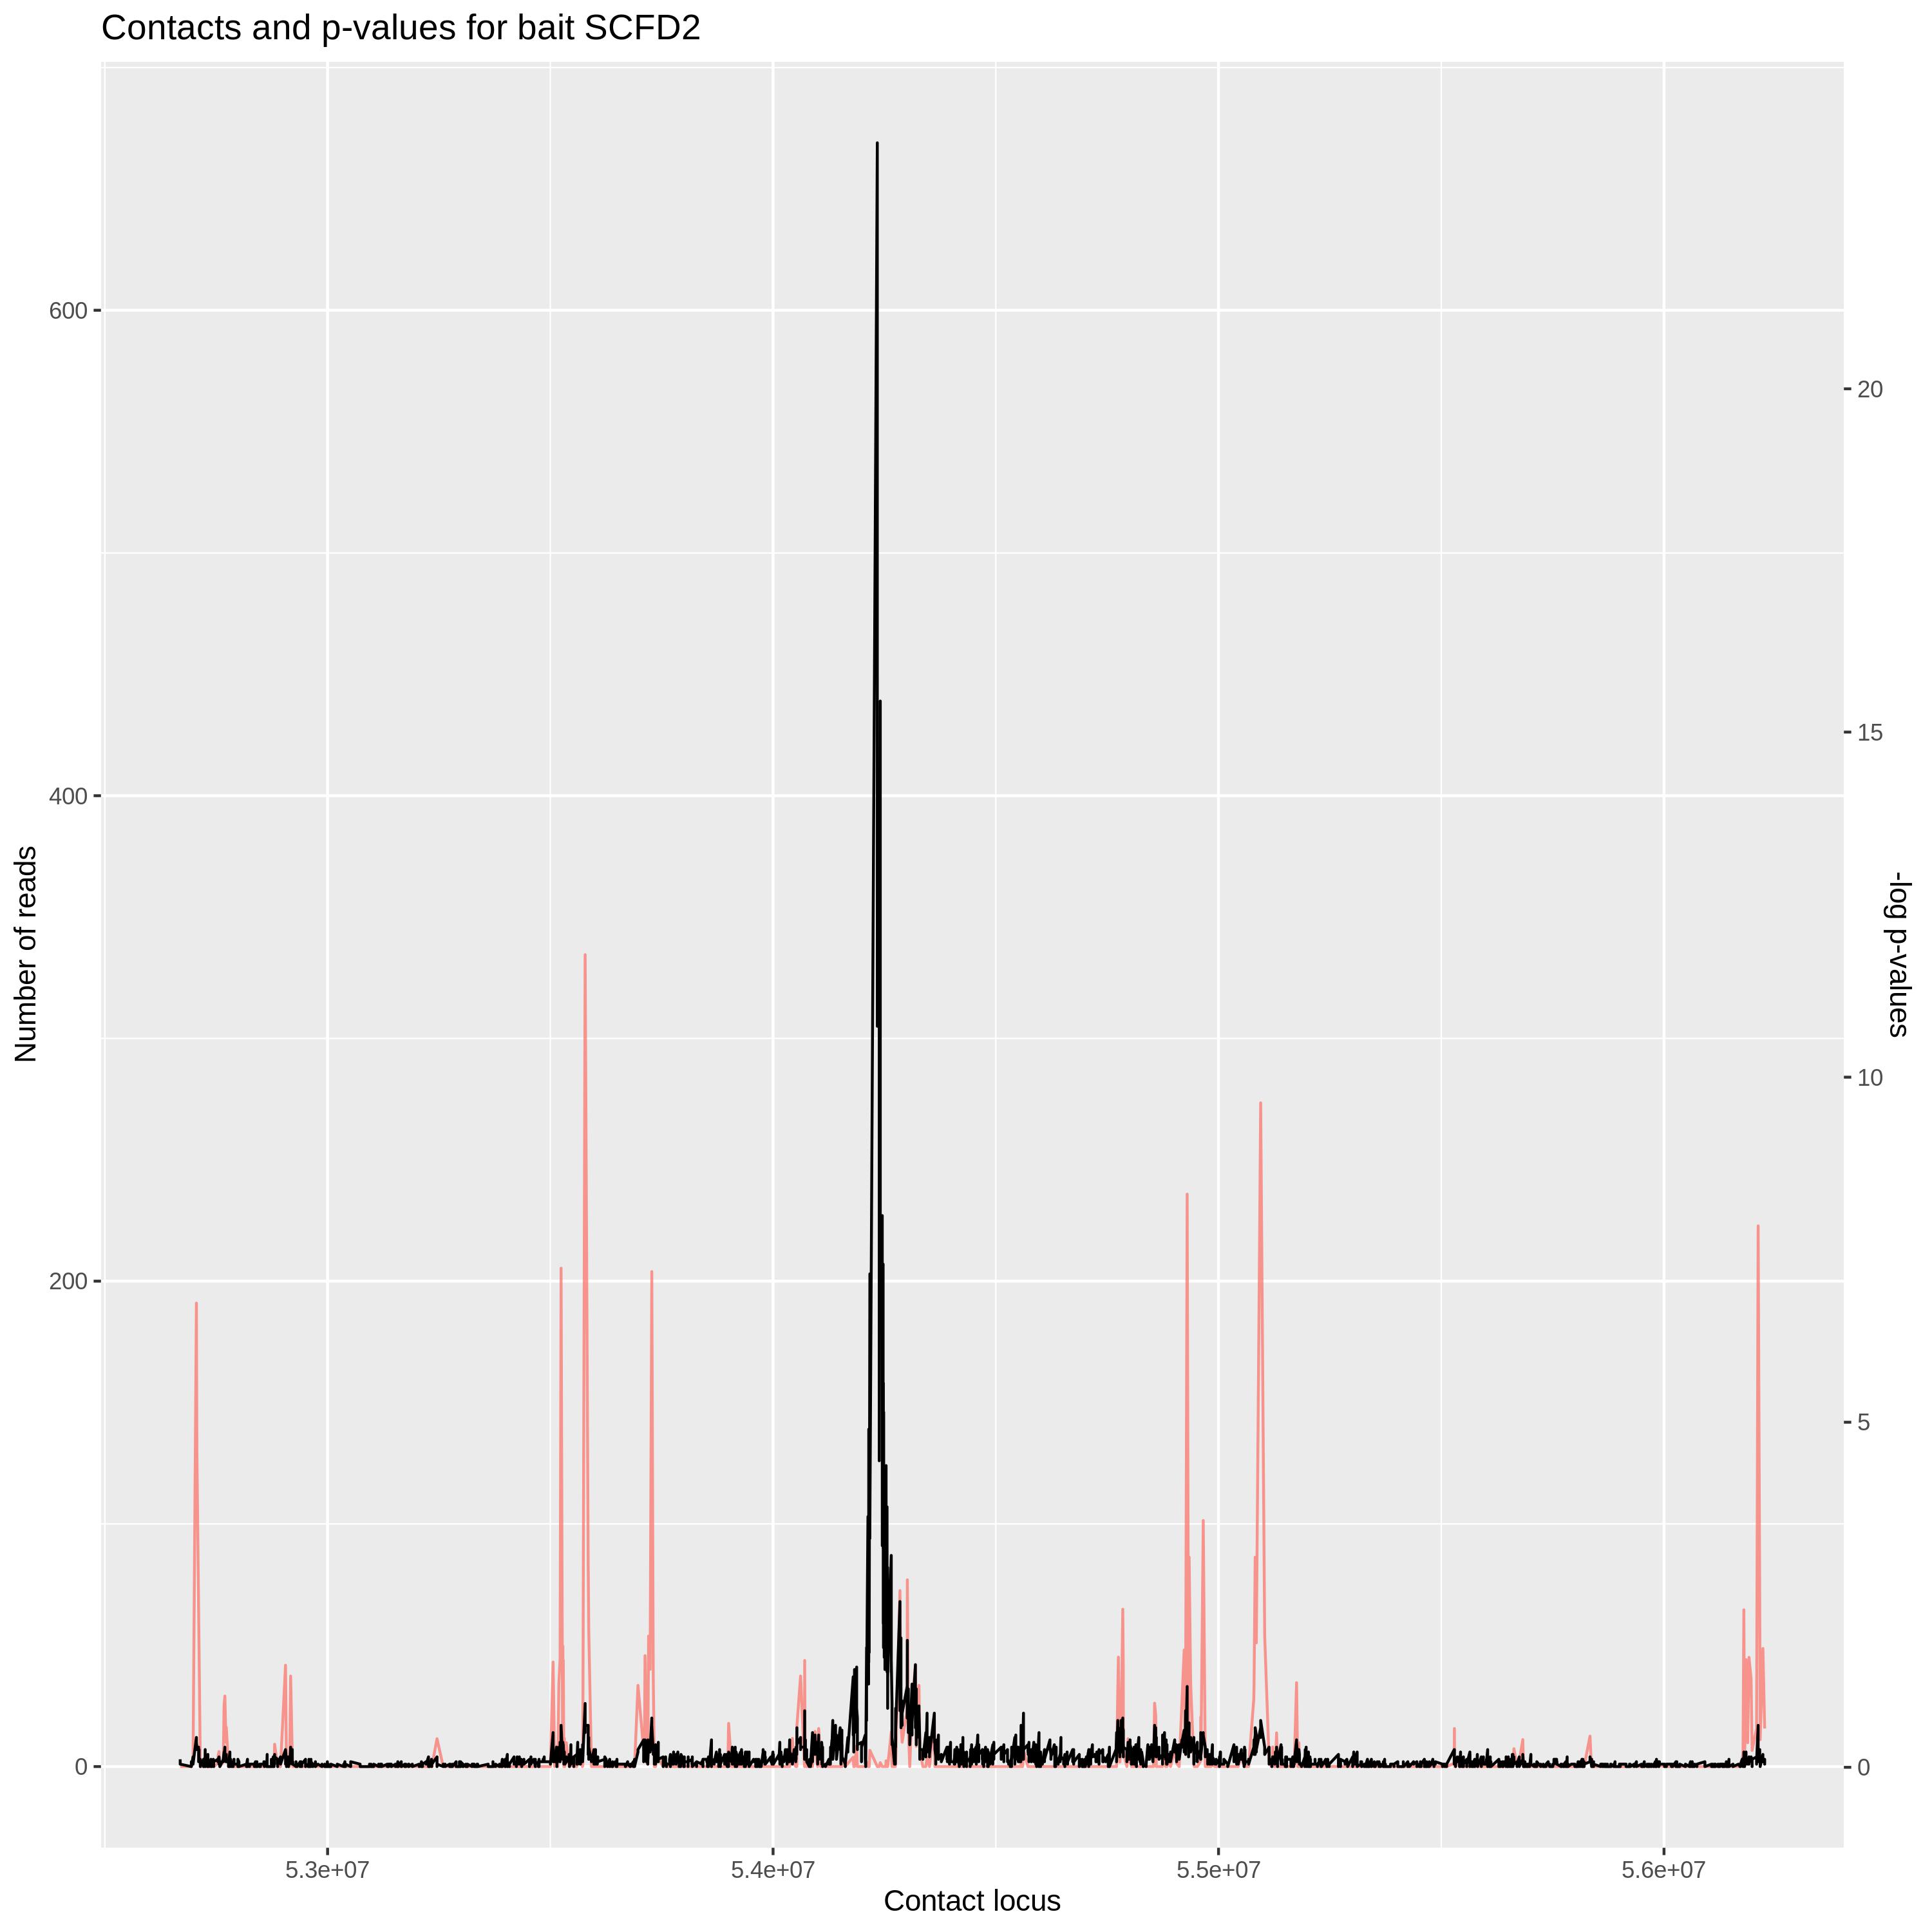 Contacts and p-values for bait SCFD2
Number of reads
600
400
200
0
20
15
10
5
0
-log p-values
5.3e+07
5.4e+07
5.5e+07
5.6e+07
Contact locus